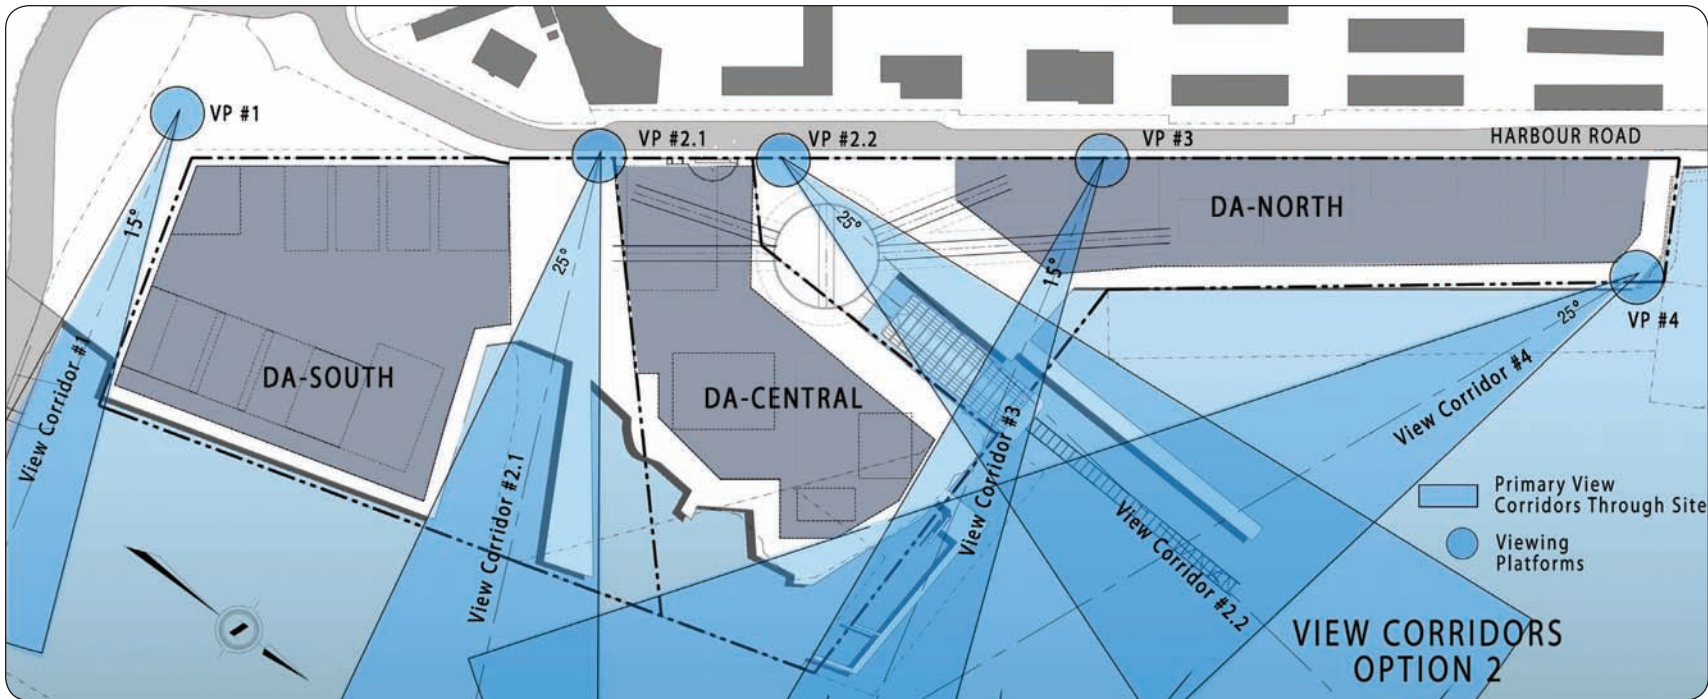 VP #1
VP #2.1
VP #2.2
VP #3
HARBOUR ROAD
15°
25°
25°
15°
25°
DA-NORTH
VP #4
DA-SOUTH
DA-CENTRAL
View Corridor #1
View Corridor #2.1
View Corridor #3
View Corridor #2.2
View Corridor #4
Primary View
Corridors Through Site
Viewing
Platforms
VIEW CORRIDORS
OPTION 2